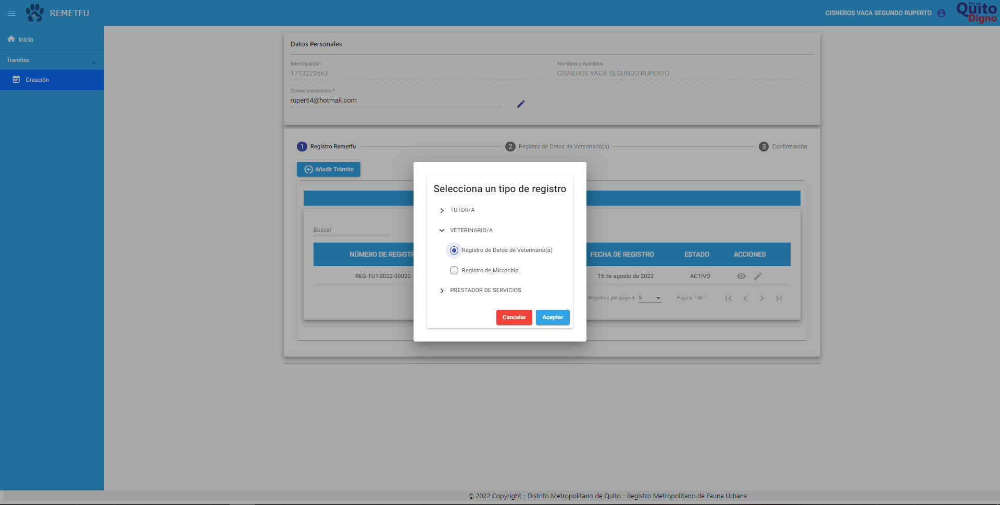 REMETFU
CISNEROS VACA SEGUNDO RUPERTO
Por un
Quito
Digno
Inicio
Tramites
Creación
Datos Personales
Identificación
1713229563
Nombres y Apellidos
CISNEROS VACA SEGUNDO RUPERTO
Correo electrónico *
ruper64@hotmail.com
1 Registro Remetfu
2 Registro de Datos de Veterinario(a)
3 Confirmación
Añadir Trámite
Selecciona un tipo de registro
TUTOR/A
VETERINARIO/A
Registro de Datos de Veterinario(a)
Registro de Microchip
PRESTADOR DE SERVICIOS
Cancelar
Aceptar
Buscar
NÚMERO DE REGISTR
FECHA DE REGISTRO
ESTADO
ACCIONES
REG-TUT-2022-00020
15 de agosto de 2022
ACTIVO
Registros por página: 5
Página 1 de 1
© 2022 Copyright - Distrito Metropolitano de Quito - Registro Metropolitano de Fauna Urbana